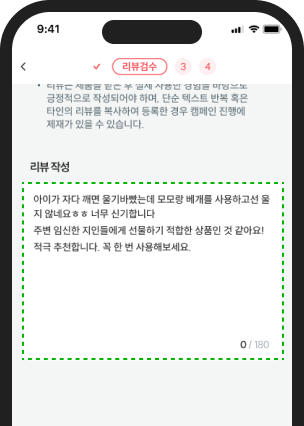 9:41
리뷰검수
3
4
• 리뷰는 제품을 받은 후 실제 사용한 경험을 바탕으로
긍정적으로 작성되어야 하며, 단순 텍스트 반복 혹은
타인의 리뷰를 복사하여 등록한 경우 캠페인 진행에
제재가 있을 수 있습니다.
리뷰 작성
아이가 자다 깨면 울기바빴는데 모모랑 베개를 사용하고선 울
지 않네요ㅎㅎ 너무 신기합니다
주변 임신한 지인들에게 선물하기 적합한 상품인 것 같아요!
적극 추천합니다. 꼭 한 번 사용해보세요.
0 / 180